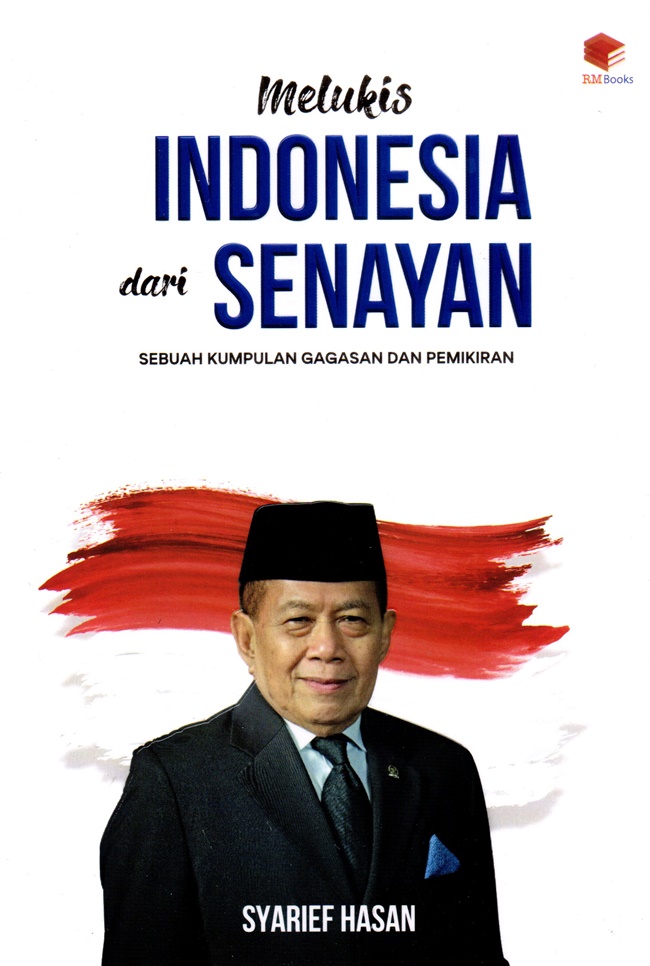 RM Books
Melukis
INDONESIA
dari SENAYAN
SEBUAH KUMPULAN GAGASAN DAN PEMIKIRAN
SYARIEF HASAN